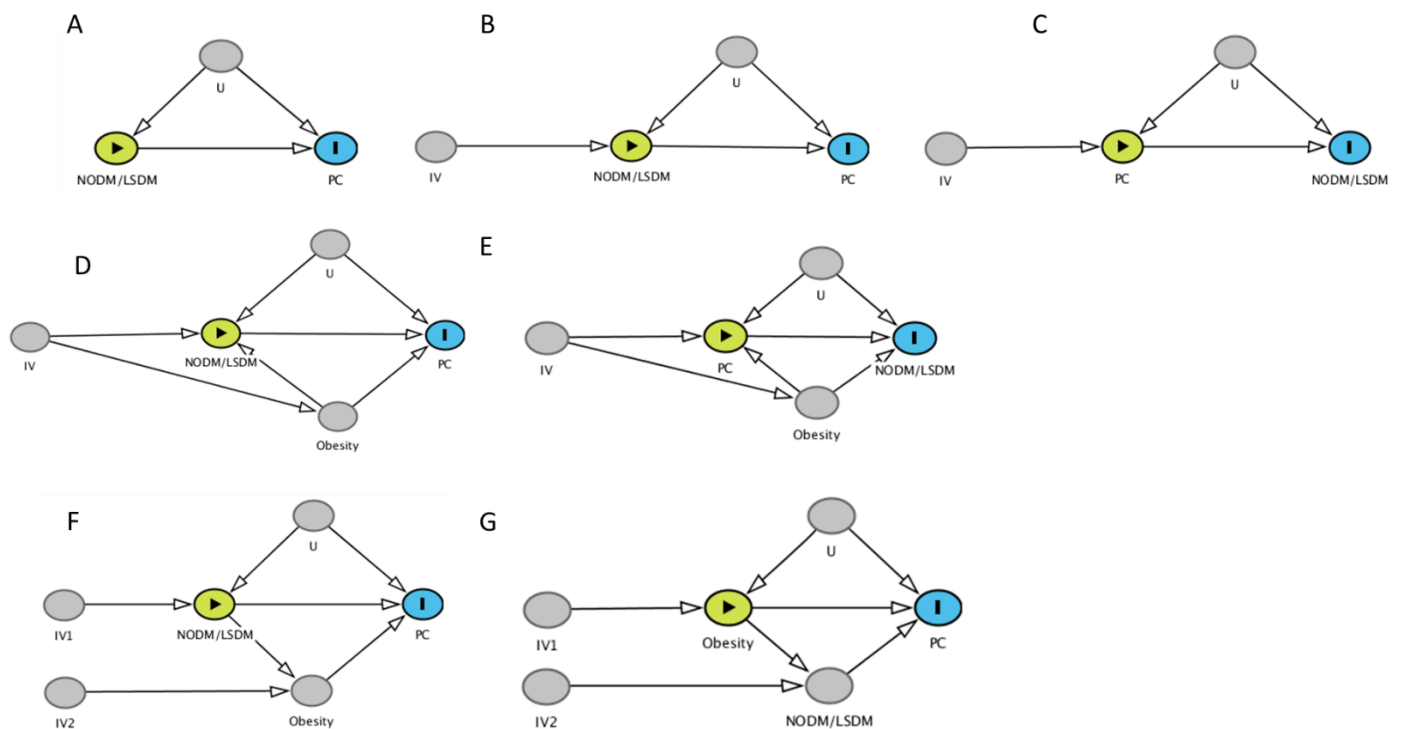 A
B
C
U
U
U
NODM/LSDM
PC
IV
NODM/LSDM
PC
IV
PC
NODM/LSDM
D
E
U
U
IV
NODM/LSDM
PC
IV
PC
NODM/LSDM
Obesity
Obesity
F
G
U
U
IV1
NODM/LSDM
PC
IV1
Obesity
PC
IV2
Obesity
IV2
NODM/LSDM